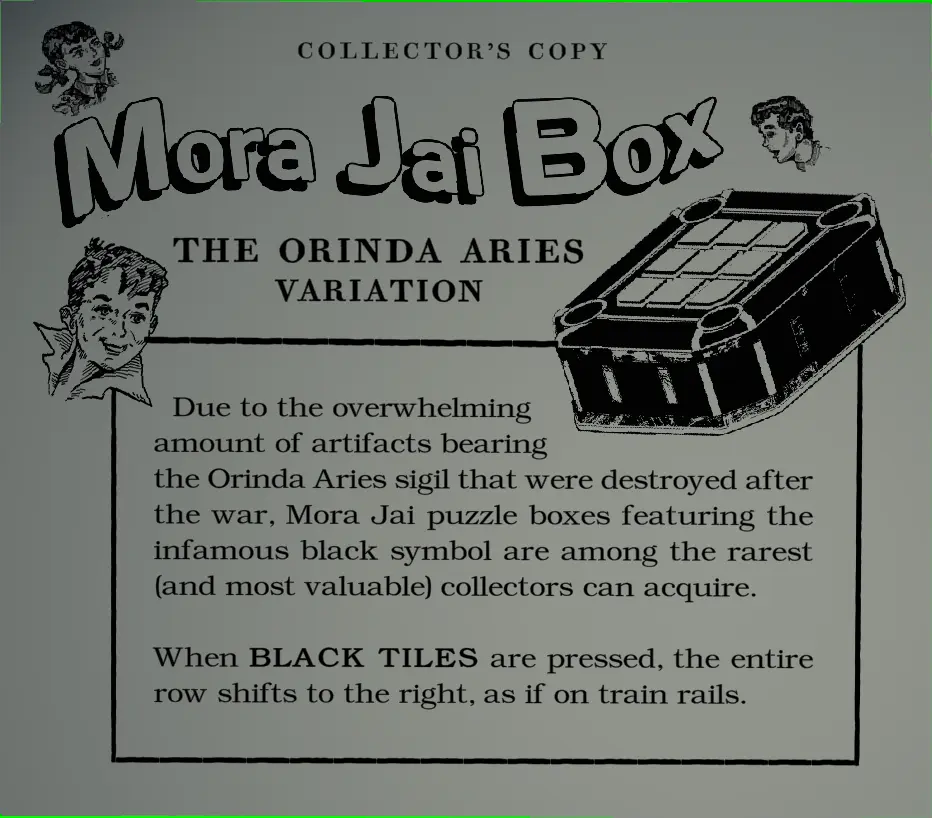 COLLECTOR'S COPY
Mora Jai Box
THE ORINDA ARIES
VARIATION
Due to the overwhelming
amount of artifacts bearing
the Orinda Aries sigil that were destroyed after
the war, Mora Jai puzzle boxes featuring the
infamous black symbol are among the rarest
(and most valuable) collectors can acquire.
When BLACK TILES are pressed, the entire
row shifts to the right, as if on train rails.